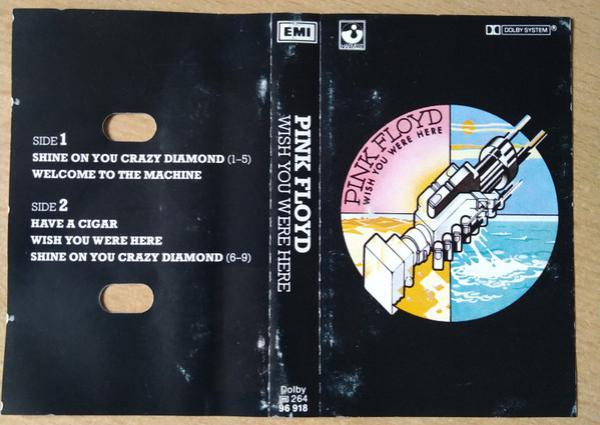 SIDE 1
SHINE ON YOU CRAZY DIAMOND (1–5)
WELCOME TO THE MACHINE
SIDE 2
HAVE A CIGAR
WISH YOU WERE HERE
SHINE ON YOU CRAZY DIAMOND (6–9)
EMI
PINK FLOYD
WISH YOU WERE HERE
Dolby
264
96 918
HARVEST
DOLBY SYSTEM ®
PINK FLOYD
WISH YOU WERE HERE